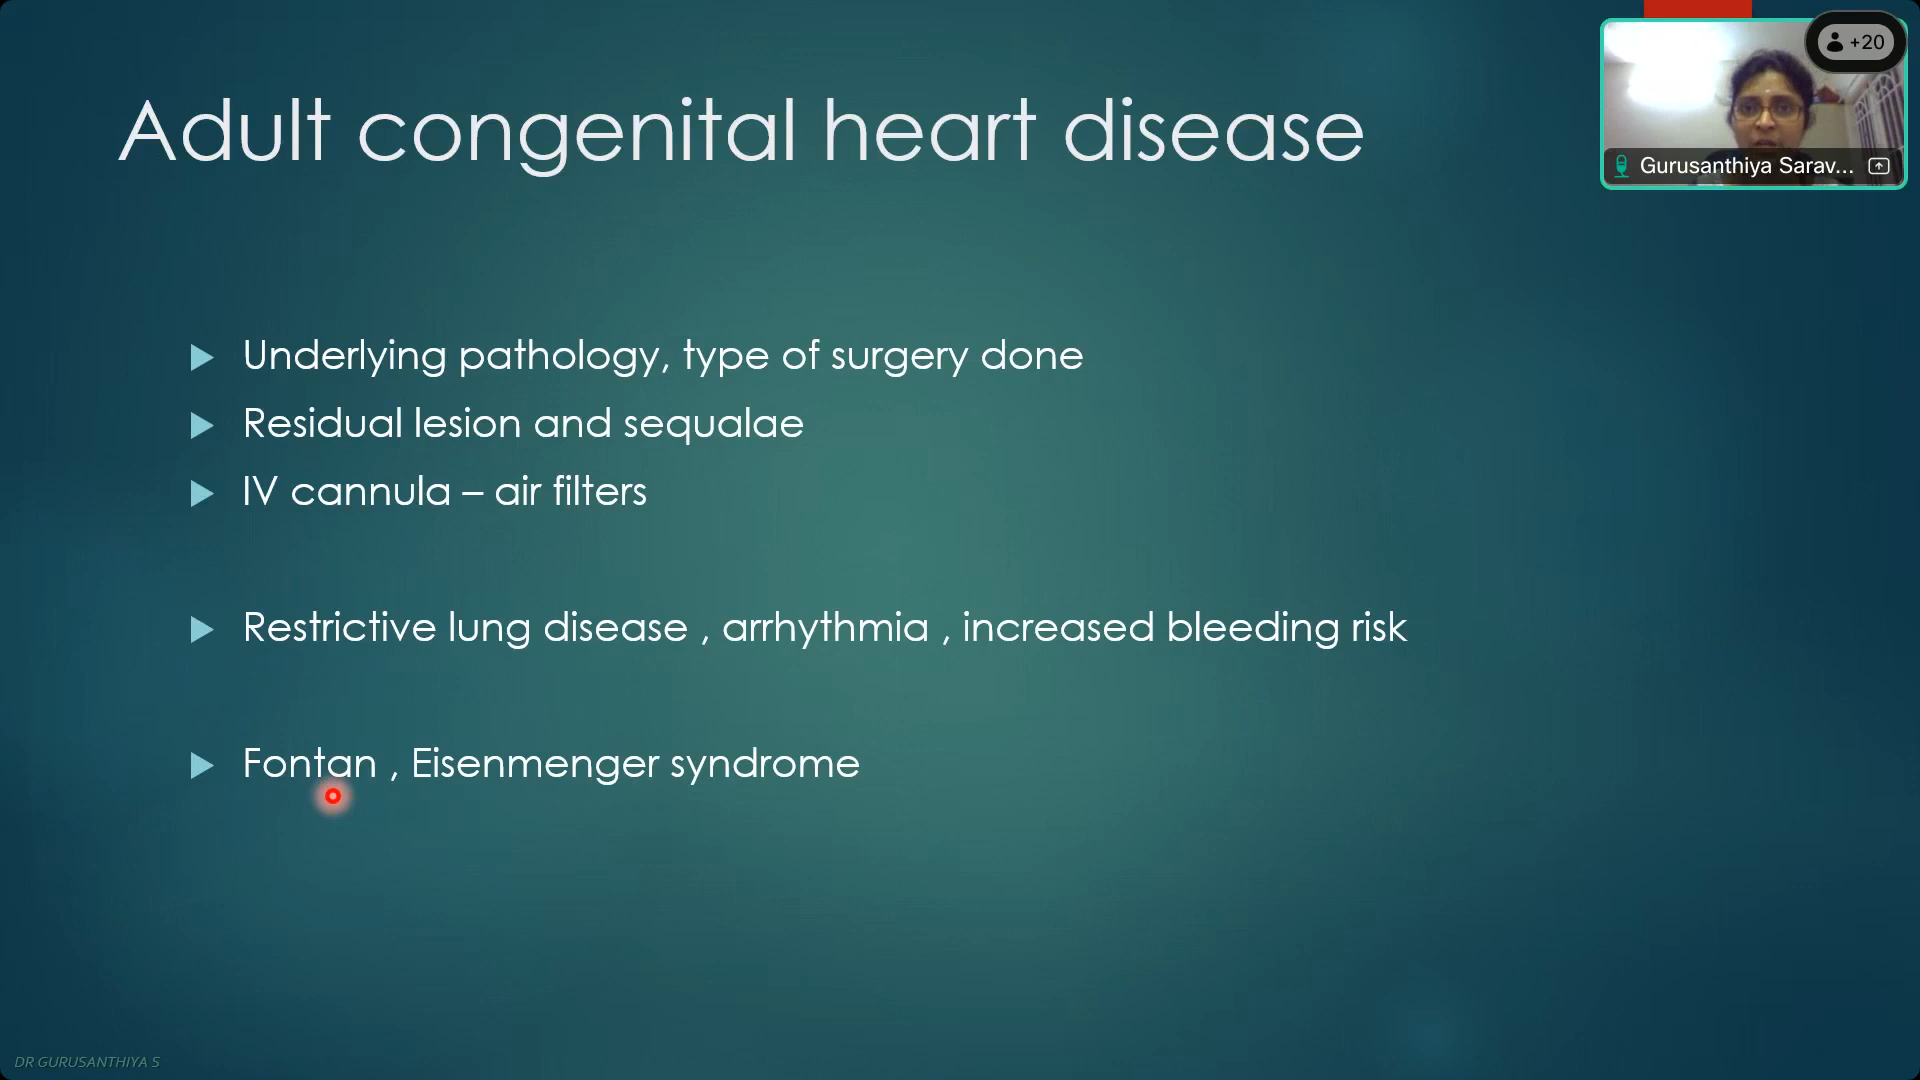 Adult congenital heart disease
+20
Gurusanthiya Sarav...
Underlying pathology, type of surgery done
Residual lesion and sequalae
IV cannula – air filters
Restrictive lung disease , arrhythmia , increased bleeding risk
Fontan , Eisenmenger syndrome
DR GURUSANTHIYA S